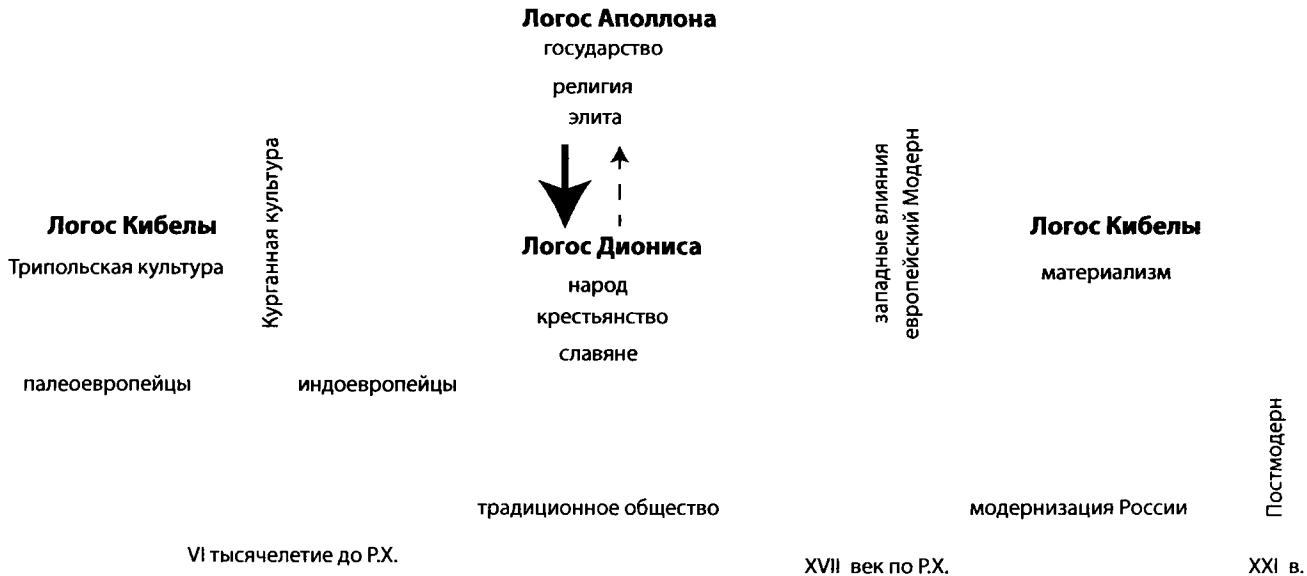 Логос Аполлона
государство
религия
элита
Логос Кибелы
Трипольская культура
Курганная культура
Логос Диониса
народ
крестьянство
славяне
западные влияния
европейский Модерн
Логос Кибелы
материализм
палеоевропейцы
индоевропейцы
традиционное общество
модернизация России
Постмодерн
VI тысячелетие до Р.Х.
XVII век по Р.Х.
XXI в.